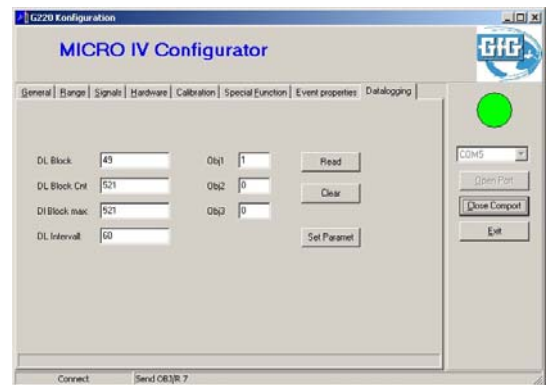 G220 Konfiguration
MICRO IV Configurator
GfG
General Range Signals Hardware Calibration Special Function Event properties Datalogging
DL Block 49 Obj1 1 Read
DL Block Cnt 521 Obj2 0 Clear
Dl Block max 521 Obj3 0
DL Intervall 60 Set Paramet
COM5
Open Port
Close Comport
Exit
Connect Send OBJ/R 7